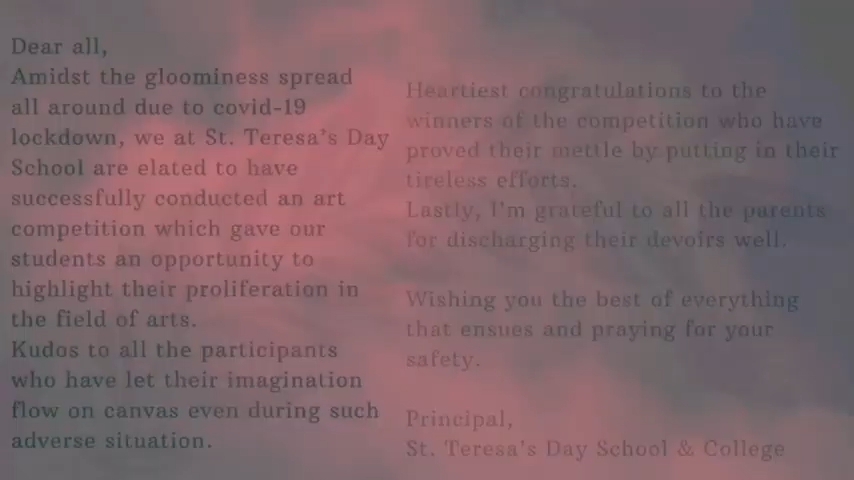 Dear all,
Amidst the gloominess spread
all around due to covid-19
lockdown, we at St. Teresa's Day
School are elated to have
successfully conducted an art
competition which gave our
students an opportunity to
highlight their proliferation in
the field of arts.
Kudos to all the participants
who have let their imagination
flow on canvas even during such
adverse situation.
Heartiest congratulations to the
winners of the competition who have
proved their mettle by putting in their
tireless efforts.
Lastly, I'm grateful to all the parents
for discharging their devoirs well.
Wishing you the best of everything
that ensues and praying for your
safety.
Principal,
St. Teresa's Day School & College